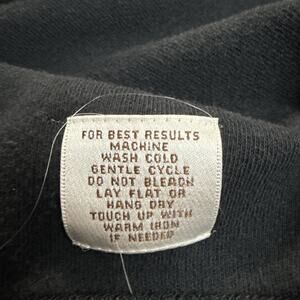 FOR BEST RESULTS
MACHINE
WASH COLD
GENTLE CYCLE
DO NOT BLEACH
LAY FLAT OR
HANG DRY
TOUCH UP WITH
WARM IRON
IF NEEDED